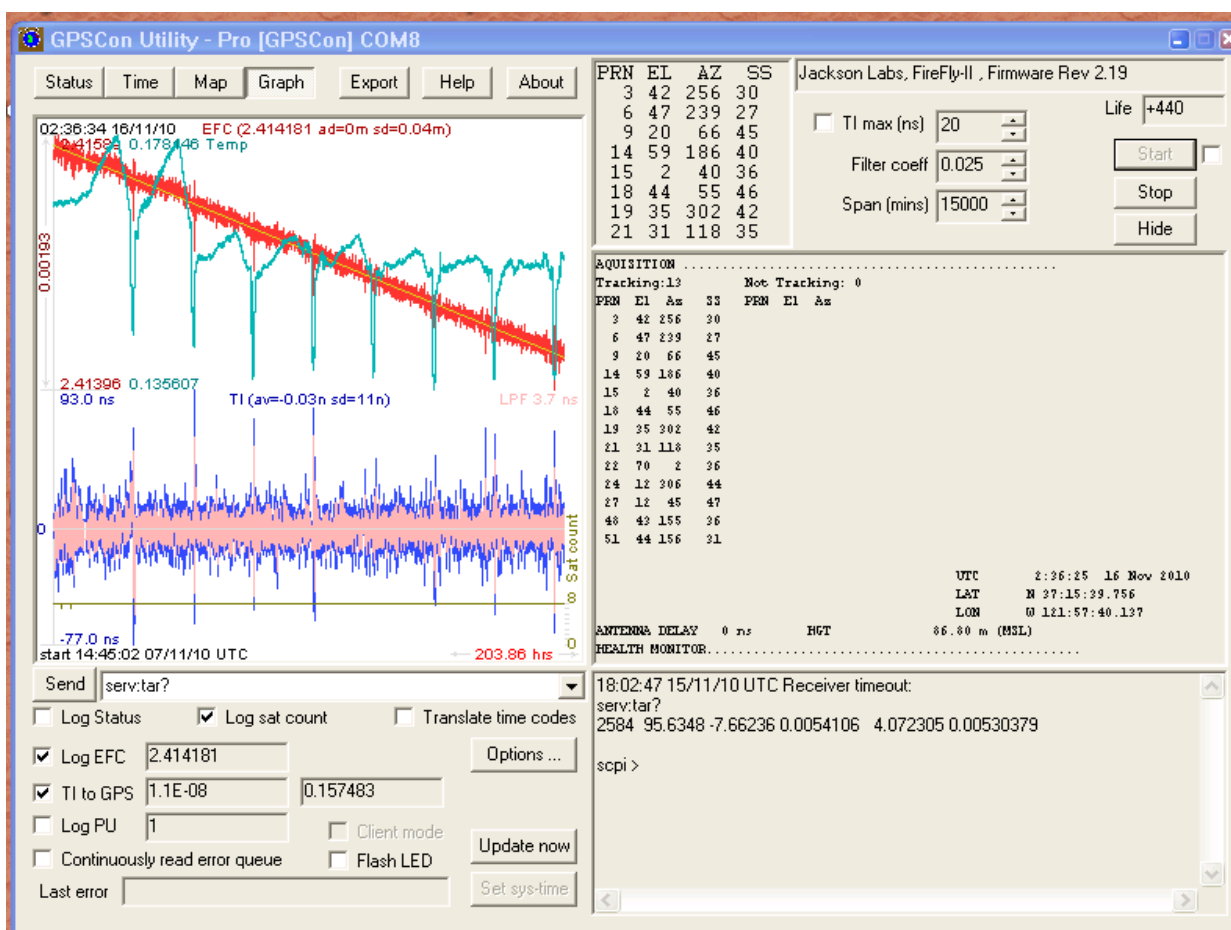 GPSCon Utility - Pro [GPSCon] COM8
Status Time Map Graph Export Help About
02:36:34 16/11/10 EFC (2.414181 ad=0m sd=0.04m)
0.178446 Temp
0.00193
2.41396 0.135607
93.0 ns TI (av=-0.03n sd=11n) LPF 3.7 ns
0
Sat count
8
-77.0 ns 0
start 14:45:02 07/11/10 UTC 203.86 hrs
PRN EL AZ SS
3 42 256 30
6 47 239 27
9 20 66 45
14 59 186 40
15 2 40 36
18 44 55 46
19 35 302 42
21 31 118 35
Jackson Labs, FireFly-II , Firmware Rev 2.19
Life +440
TI max (ns) 20
Filter coeff 0.025
Span (mins) 15000
Start
Stop
Hide
AQUISITION ................................................
Tracking:13 Not Tracking: 0
PRN El Az SS PRN El Az
3 42 256 30
6 47 239 27
9 20 66 45
14 59 186 40
15 2 40 36
18 44 55 46
19 35 302 42
21 31 118 35
22 70 2 36
24 12 306 44
27 12 45 47
48 43 155 36
51 44 156 31
UTC 2:36:25 16 Nov 2010
LAT N 37:15:39.756
LON W 121:57:40.137
ANTENNA DELAY 0 ns HGT 86.80 m (MSL)
HEALTH MONITOR................................................
Send serv:tar?
Log Status Log sat count Translate time codes
Log EFC 2.414181 Options ...
TI to GPS 1.1E-08 0.157483
Log PU 1 Client mode
Update now
Continuously read error queue Flash LED
Last error Set sys-time
18:02:47 15/11/10 UTC Receiver timeout:
serv:tar?
2584 95.6348 -7.66236 0.0054106 4.072305 0.00530379
scpi >